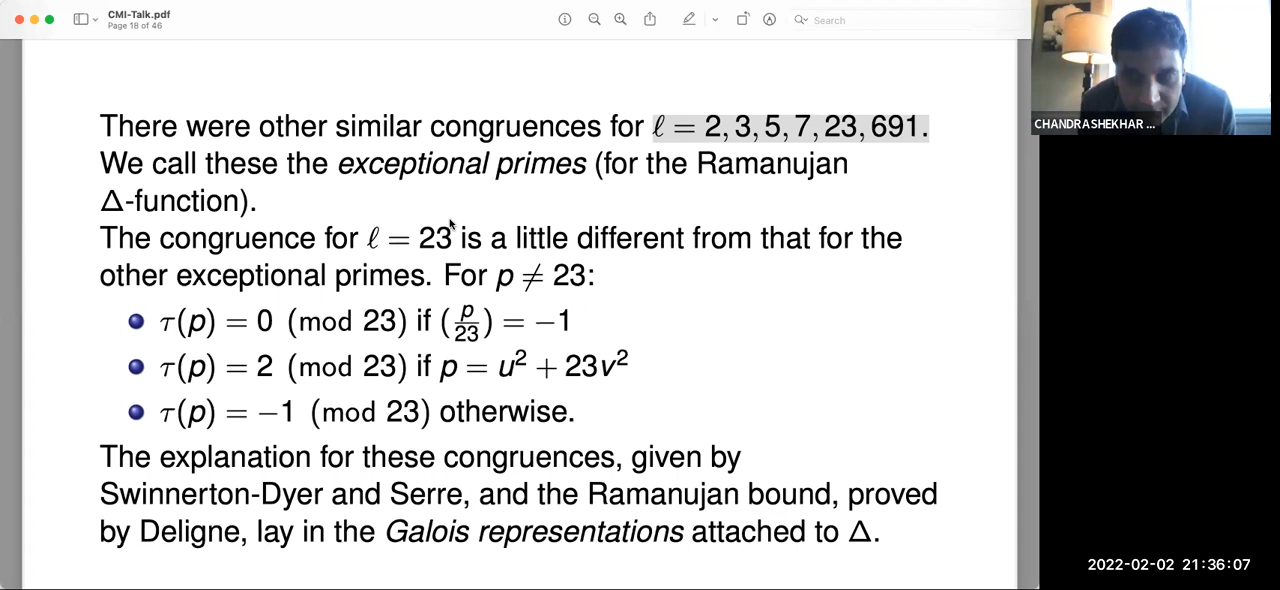 CMI-Talk.pdf
Page 18 of 46
Search
There were other similar congruences for ℓ = 2, 3, 5, 7, 23, 691.
We call these the exceptional primes (for the Ramanujan
Δ-function).
The congruence for ℓ = 23 is a little different from that for the
other exceptional primes. For p ≠ 23:
τ(p) = 0 (mod 23) if (p/23) = −1
τ(p) = 2 (mod 23) if p = u² + 23v²
τ(p) = −1 (mod 23) otherwise.
The explanation for these congruences, given by
Swinnerton-Dyer and Serre, and the Ramanujan bound, proved
by Deligne, lay in the Galois representations attached to Δ.
CHANDRASHEKHAR ...
2022-02-02 21:36:07